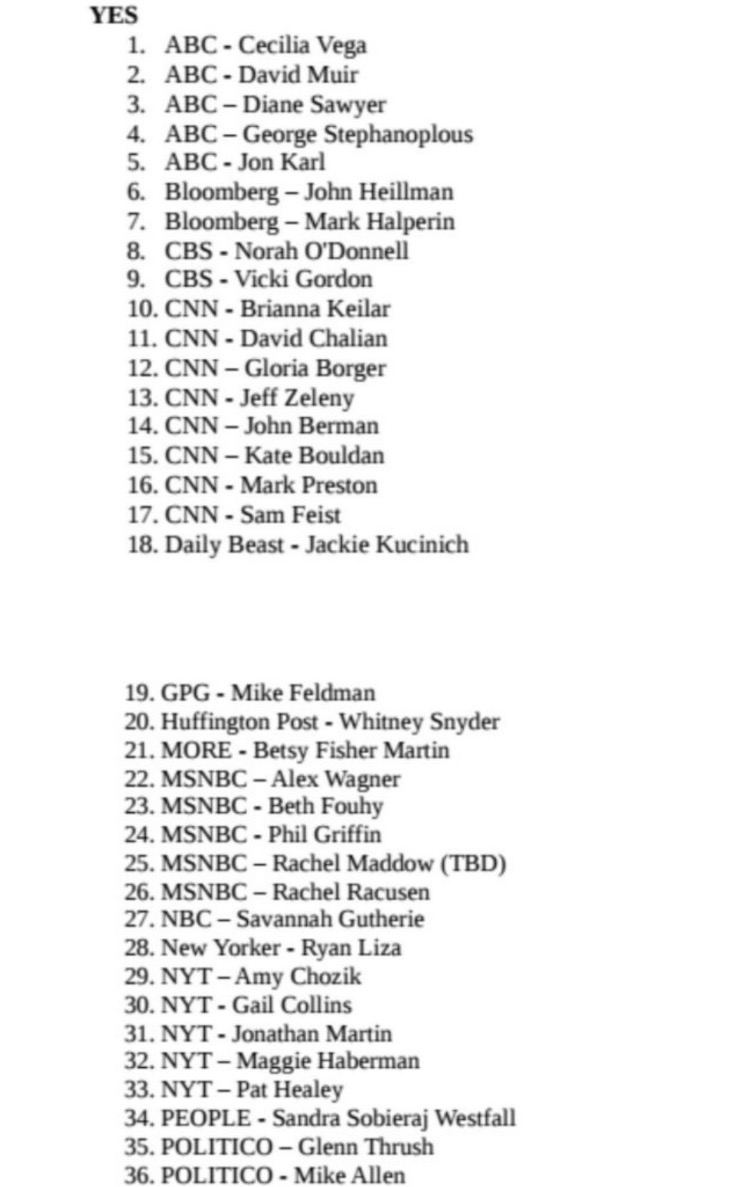 YES
1. ABC - Cecilia Vega
2. ABC - David Muir
3. ABC – Diane Sawyer
4. ABC – George Stephanoplous
5. ABC - Jon Karl
6. Bloomberg – John Heillman
7. Bloomberg – Mark Halperin
8. CBS - Norah O'Donnell
9. CBS - Vicki Gordon
10. CNN - Brianna Keilar
11. CNN - David Chalian
12. CNN – Gloria Borger
13. CNN - Jeff Zeleny
14. CNN – John Berman
15. CNN – Kate Bouldan
16. CNN - Mark Preston
17. CNN - Sam Feist
18. Daily Beast - Jackie Kucinich
19. GPG - Mike Feldman
20. Huffington Post - Whitney Snyder
21. MORE - Betsy Fisher Martin
22. MSNBC – Alex Wagner
23. MSNBC - Beth Fouhy
24. MSNBC - Phil Griffin
25. MSNBC – Rachel Maddow (TBD)
26. MSNBC – Rachel Racusen
27. NBC – Savannah Gutherie
28. New Yorker - Ryan Liza
29. NYT – Amy Chozik
30. NYT - Gail Collins
31. NYT - Jonathan Martin
32. NYT – Maggie Haberman
33. NYT – Pat Healey
34. PEOPLE - Sandra Sobieraj Westfall
35. POLITICO – Glenn Thrush
36. POLITICO - Mike Allen